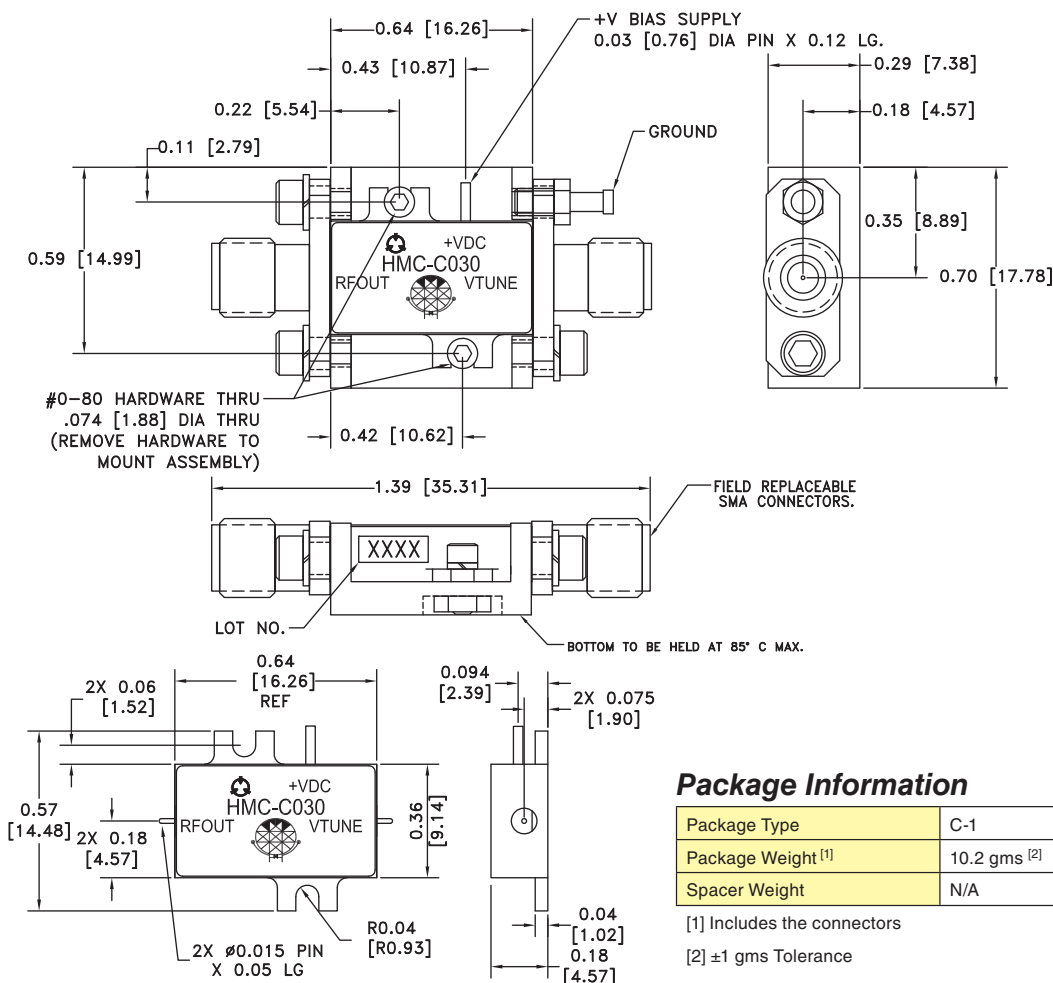 0.64 [16.26]
+V BIAS SUPPLY
0.03 [0.76] DIA PIN X 0.12 LG.
0.43 [10.87]
0.22 [5.54]
0.11 [2.79]
GROUND
0.29 [7.38]
0.18 [4.57]
0.59 [14.99]
0.35 [8.89]
0.70 [17.78]
+VDC
HMC-C030
RFOUT VTUNE
#0-80 HARDWARE THRU
.074 [1.88] DIA THRU
(REMOVE HARDWARE TO
MOUNT ASSEMBLY)
0.42 [10.62]
1.39 [35.31]
FIELD REPLACEABLE
SMA CONNECTORS.
XXXX
LOT NO.
BOTTOM TO BE HELD AT 85° C MAX.
0.64
[16.26]
REF
2X 0.06
[1.52]
0.094
[2.39]
2X 0.075
[1.90]
+VDC
HMC-C030
RFOUT VTUNE
0.57
[14.48]
2X 0.18
[4.57]
0.36
[9.14]
R0.04
[R0.93]
2X ø0.015 PIN
X 0.05 LG
0.04
[1.02]
0.18
[4.57]
Package Information
Package Type C-1
Package Weight [1] 10.2 gms [2]
Spacer Weight N/A
[1] Includes the connectors
[2] ±1 gms Tolerance